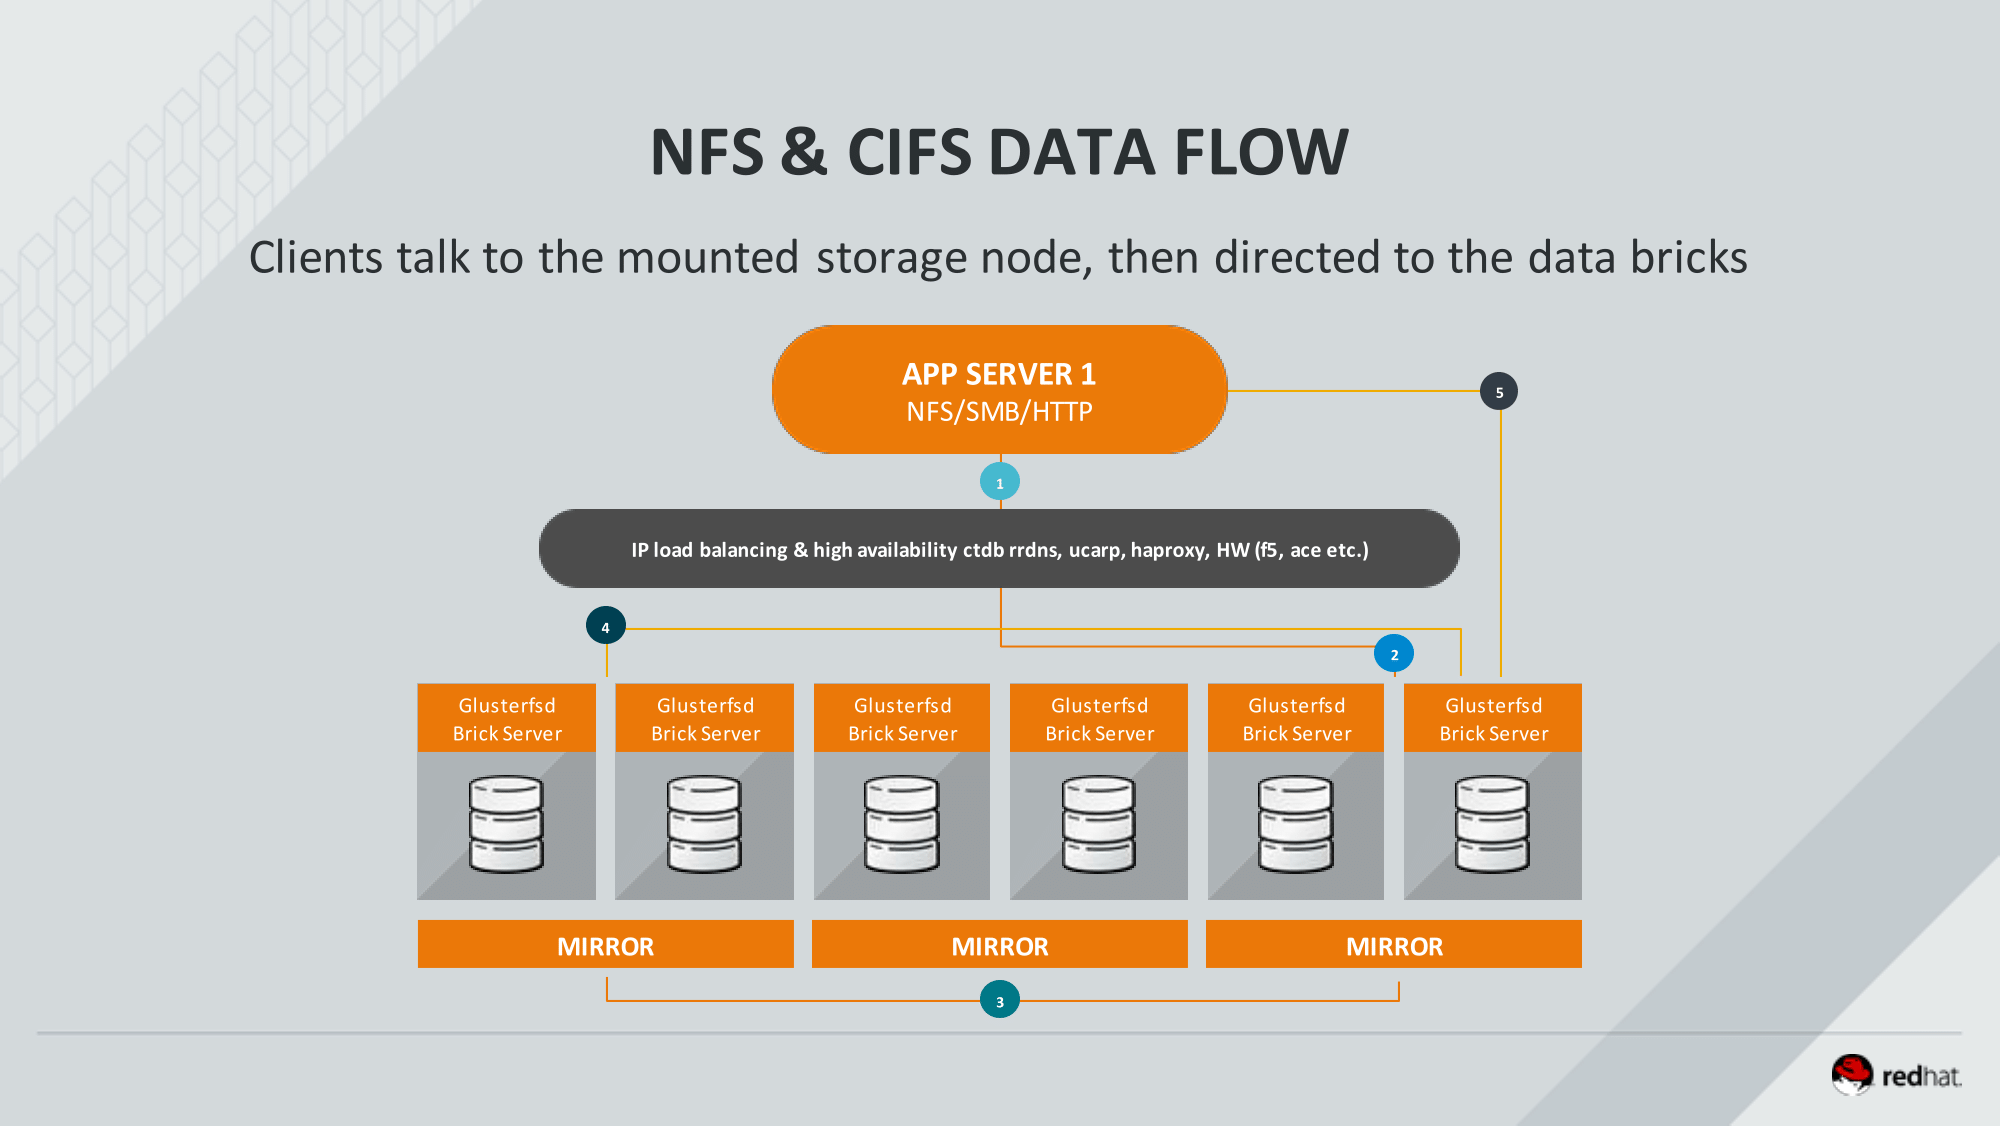 NFS & CIFS DATA FLOW
Clients talk to the mounted storage node, then directed to the data bricks
APP SERVER 1
NFS/SMB/HTTP
5
1
IP load balancing & high availability ctdb rrdns, ucarp, haproxy, HW (f5, ace etc.)
4
2
Glusterfsd
Brick Server
Glusterfsd
Brick Server
Glusterfsd
Brick Server
Glusterfsd
Brick Server
Glusterfsd
Brick Server
Glusterfsd
Brick Server
MIRROR
MIRROR
MIRROR
3
redhat.